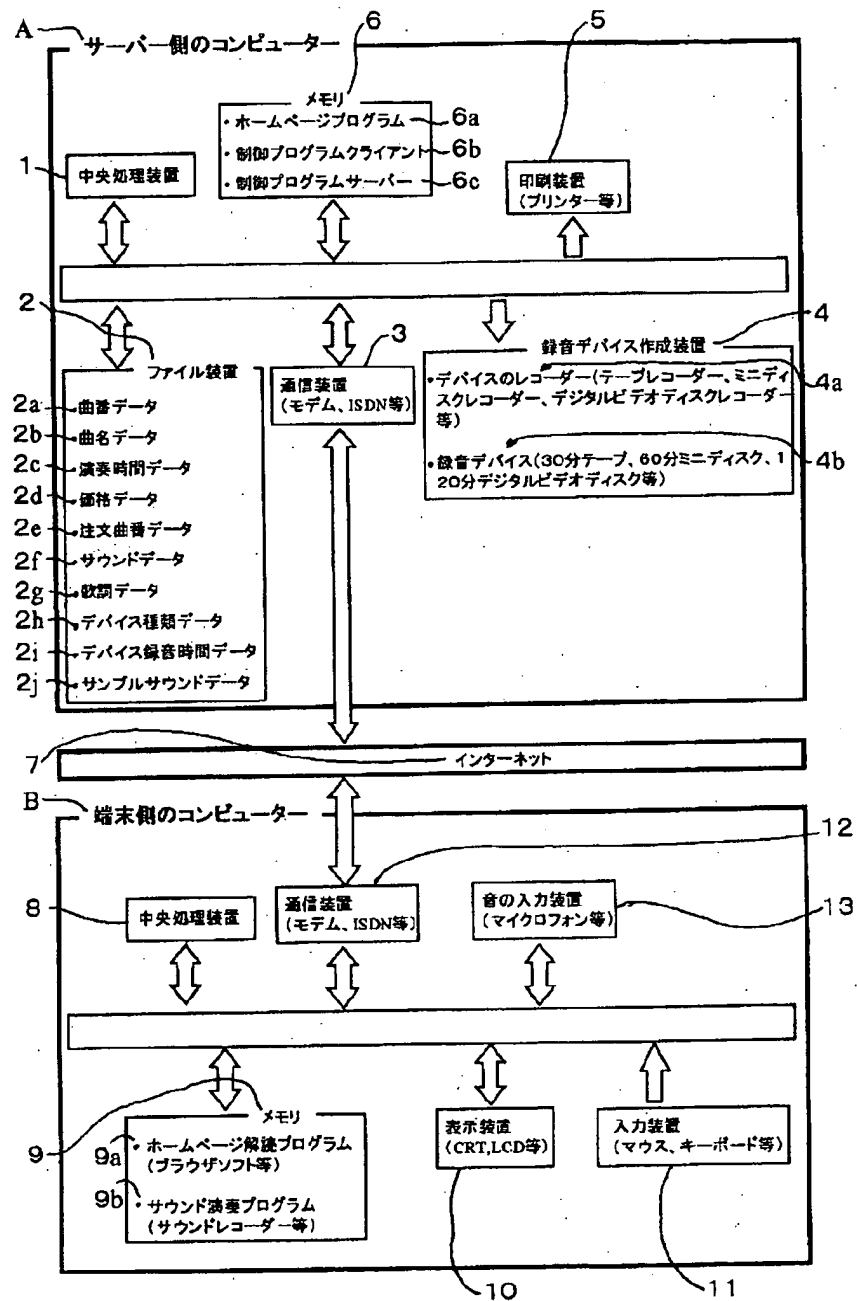 A
サーバー側のコンピューター
6
メモリ
・ホームページプログラム
6a
・制御プログラムクライアント
6b
・制御プログラムサーバー
6c
1
中央処理装置
5
印刷装置
(プリンター等)
2
ファイル装置
2a
・曲番データ
2b
・曲名データ
2c
・演奏時間データ
2d
・価格データ
2e
・注文曲番データ
2f
・サウンドデータ
2g
・歌詞データ
2h
・デバイス種類データ
2i
・デバイス録音時間データ
2j
・サンプルサウンドデータ
3
通信装置
(モデム、ISDN等)
4
録音デバイス作成装置
・デバイスのレコーダー(テープレコーダー、ミニディ
スクレコーダー、デジタルビデオディスクレコーダー
等)
4a
・録音デバイス(30分テープ、60分ミニディスク、1
20分デジタルビデオディスク等)
4b
7
インターネット
B
端末側のコンピューター
8
中央処理装置
12
通信装置
(モデム、ISDN等)
13
音の入力装置
(マイクロフォン等)
9
メモリ
9a
・ホームページ解読プログラム
(ブラウザソフト等)
9b
・サウンド演奏プログラム
(サウンドレコーダー等)
表示装置
(CRT,LCD等)
10
入力装置
(マウス、キーボード等)
11